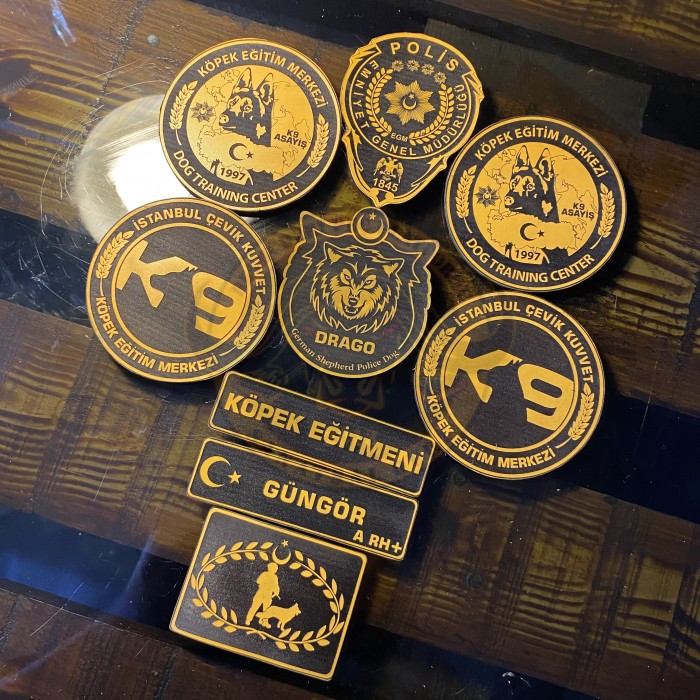 KÖPEK EĞİTİM MERKEZİ
K9
ASAYİŞ
1997
DOG TRAINING CENTER
POLİS
EMNİYET GENEL MÜDÜRLÜĞÜ
EGM
1845
KÖPEK EĞİTİM MERKEZİ
K9
ASAYİŞ
1997
DOG TRAINING CENTER
İSTANBUL ÇEVİK KUVVET
K9
KÖPEK EĞİTİM MERKEZİ
DRAGO
German Shepherd Police Dog
İSTANBUL ÇEVİK KUVVET
K9
KÖPEK EĞİTİM MERKEZİ
KÖPEK EĞİTMENİ
GÜNGÖR
A RH+